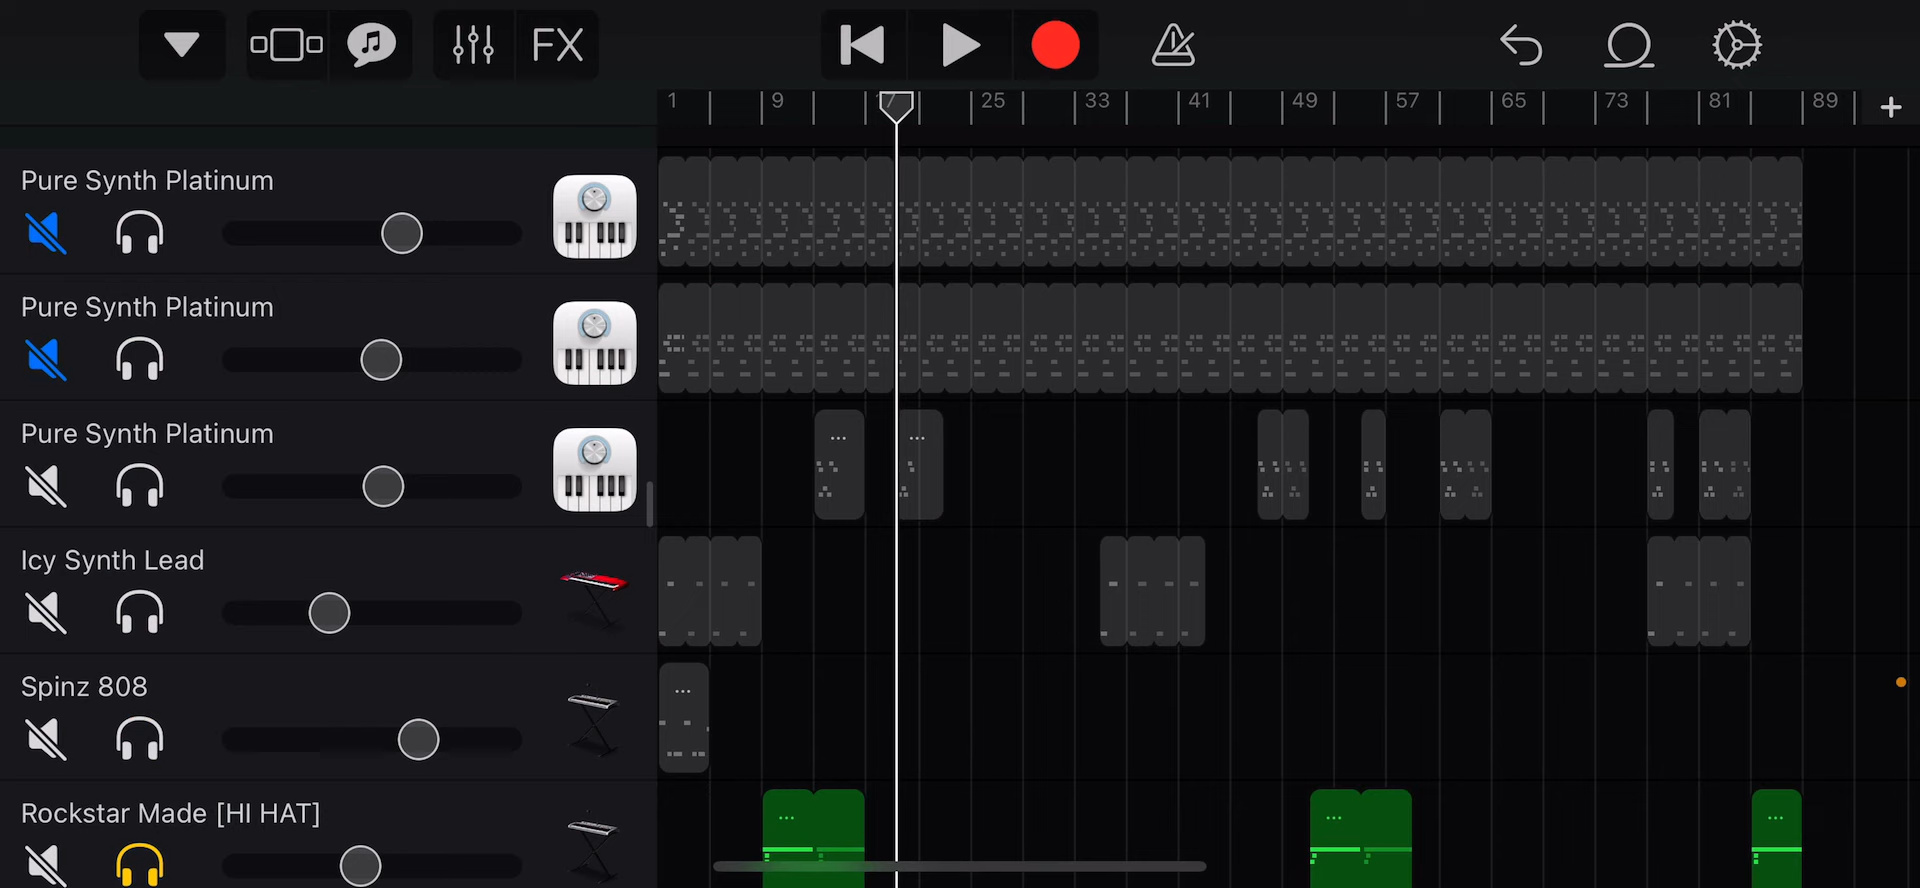 FX
1 9 7 25 33 41 49 57 65 73 81 89 +
Pure Synth Platinum
Pure Synth Platinum
Pure Synth Platinum
Icy Synth Lead
Spinz 808
Rockstar Made [HI HAT]